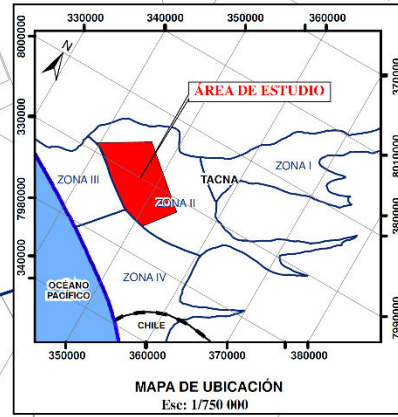 330000 340000 350000 360000
8000000
370000
N
ÁREA DE ESTUDIO
330000
ZONA III
TACNA
ZONA I
8010000
ZONA II
7980000
380000
340000
OCÉANO
PACÍFICO
ZONA IV
CHILE
7990000
350000 360000 370000 380000
MAPA DE UBICACIÓN
Esc: 1/750 000